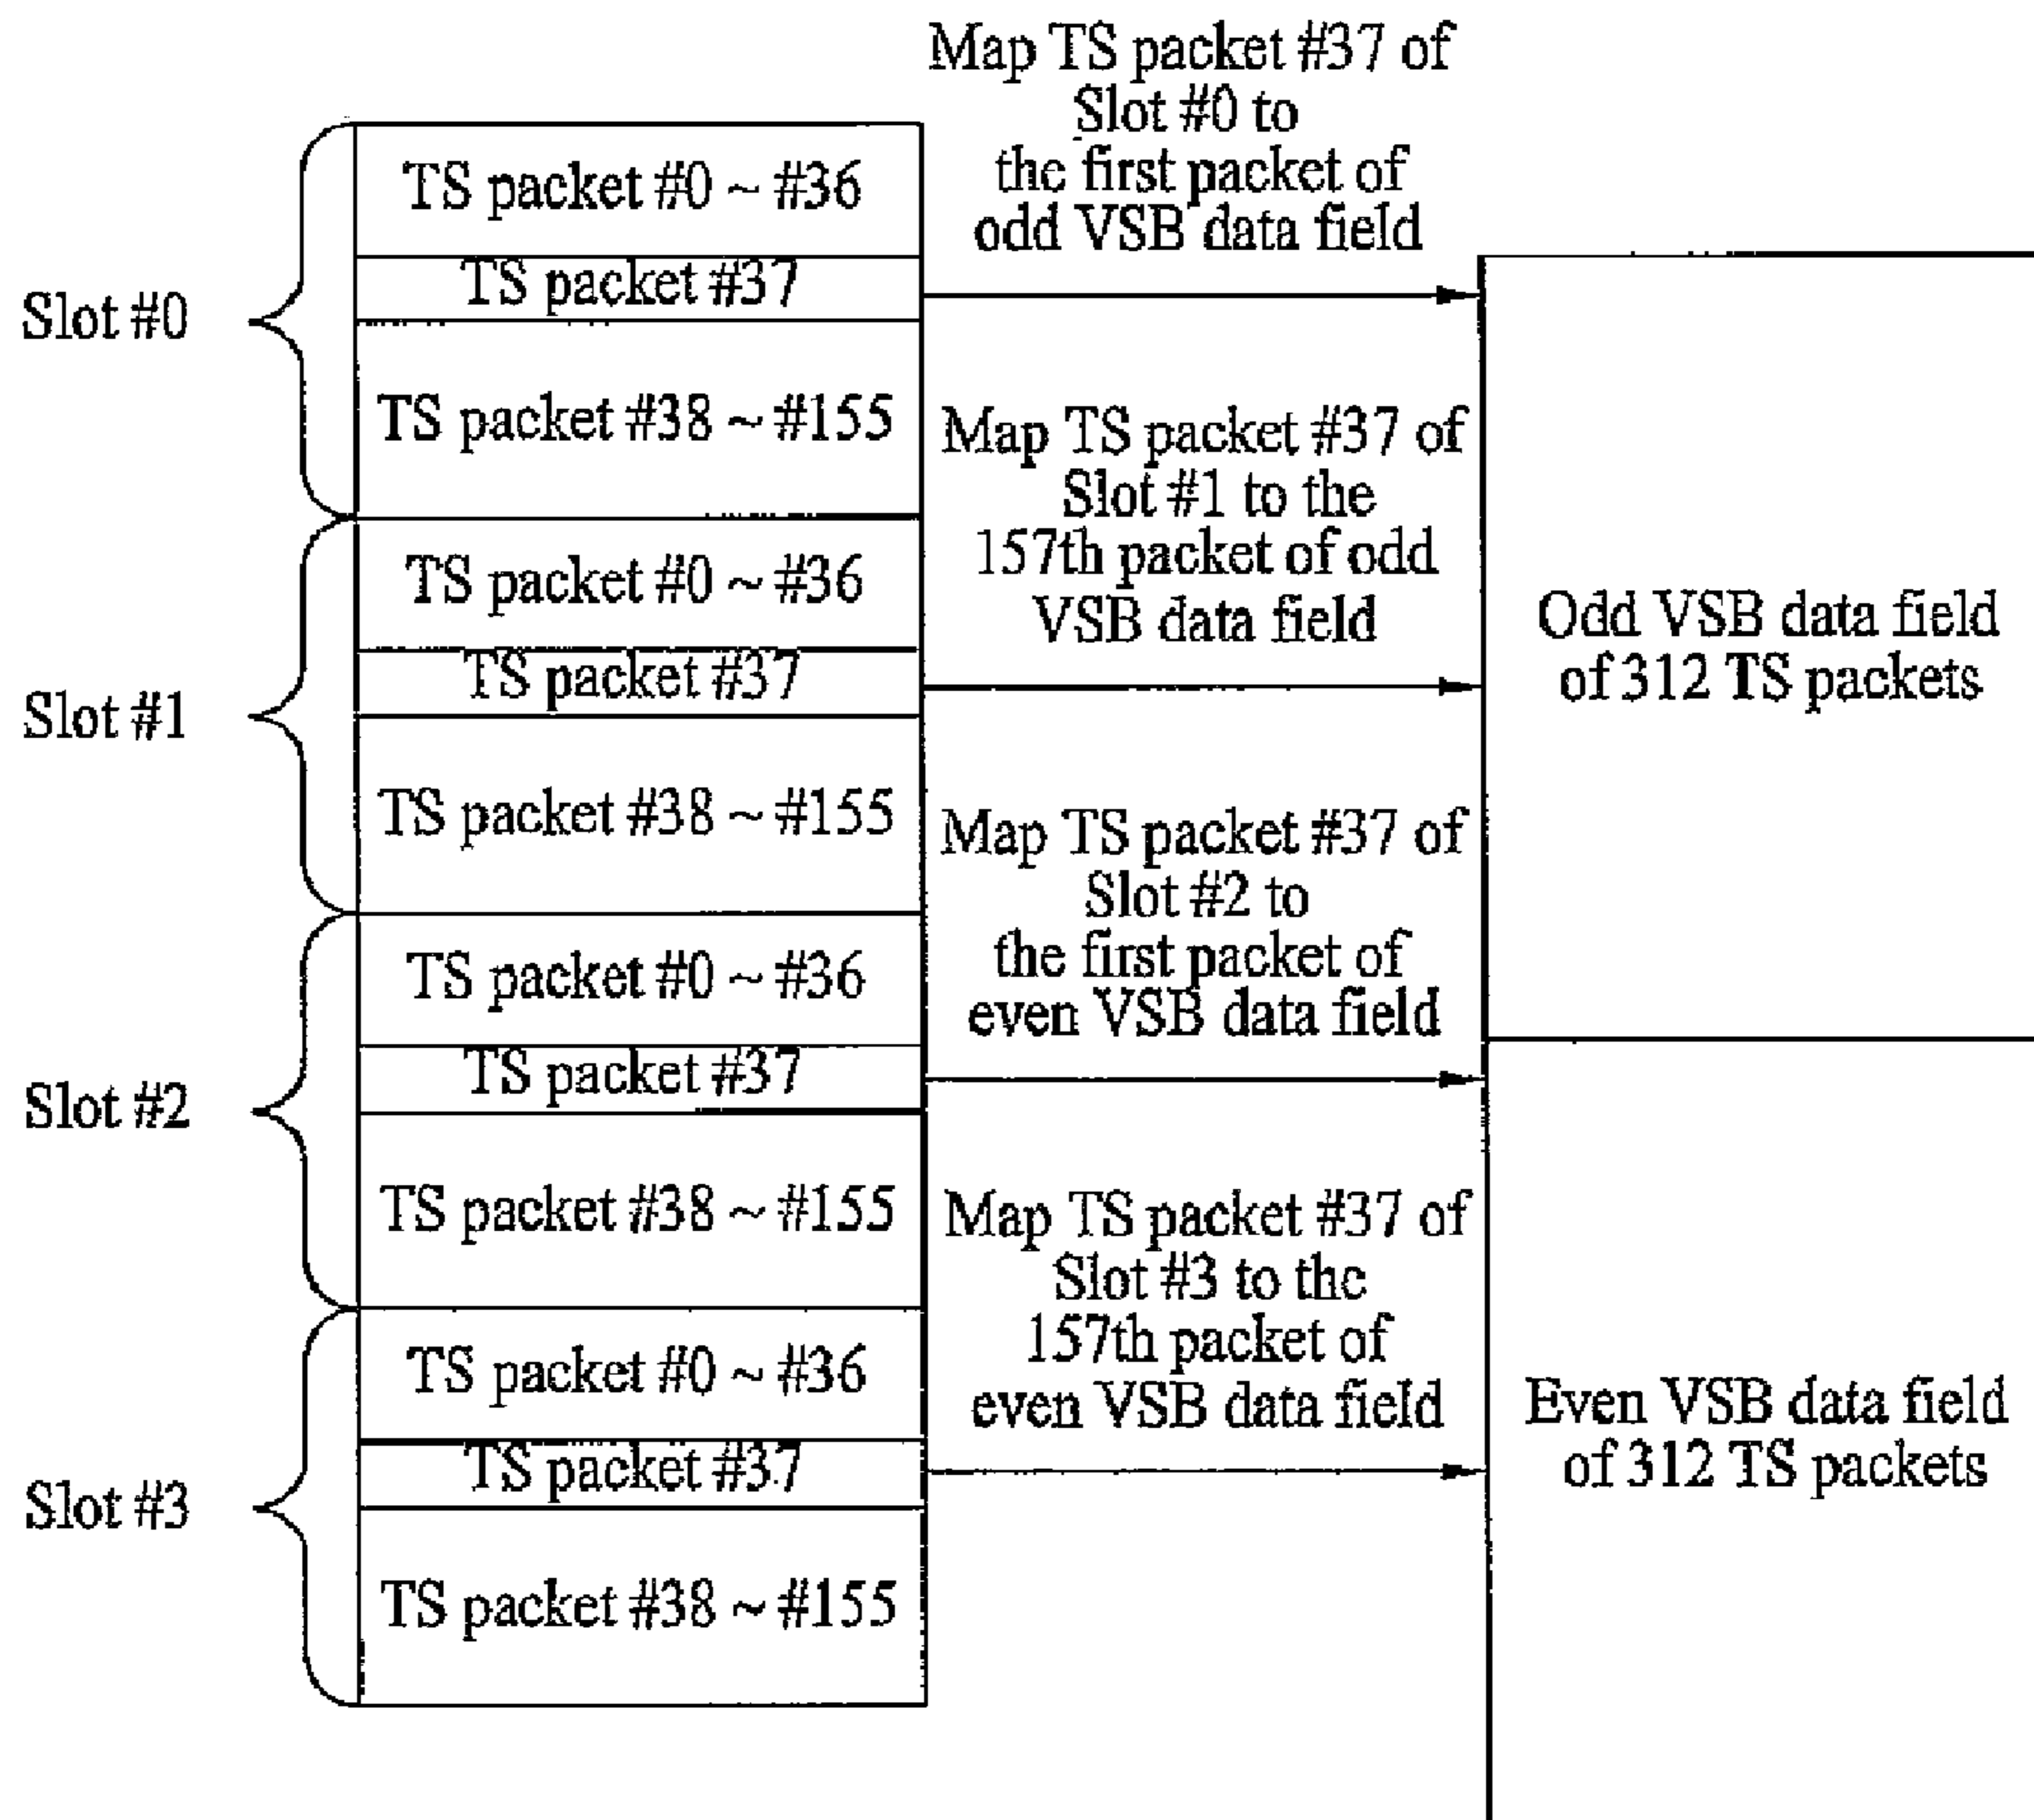 Map TS packet #37 of
Slot #0 to
the first packet of
odd VSB data field
Slot #0
TS packet #0 ~ #36
TS packet #37
TS packet #38 ~ #155
Map TS packet #37 of
Slot #1 to the
157th packet of odd
VSB data field
Slot #1
TS packet #0 ~ #36
TS packet #37
TS packet #38 ~ #155
Odd VSB data field
of 312 TS packets
Map TS packet #37 of
Slot #2 to
the first packet of
even VSB data field
Slot #2
TS packet #0 ~ #36
TS packet #37
TS packet #38 ~ #155
Map TS packet #37 of
Slot #3 to the
157th packet of
even VSB data field
Slot #3
TS packet #0 ~ #36
TS packet #37
TS packet #38 ~ #155
Even VSB data field
of 312 TS packets